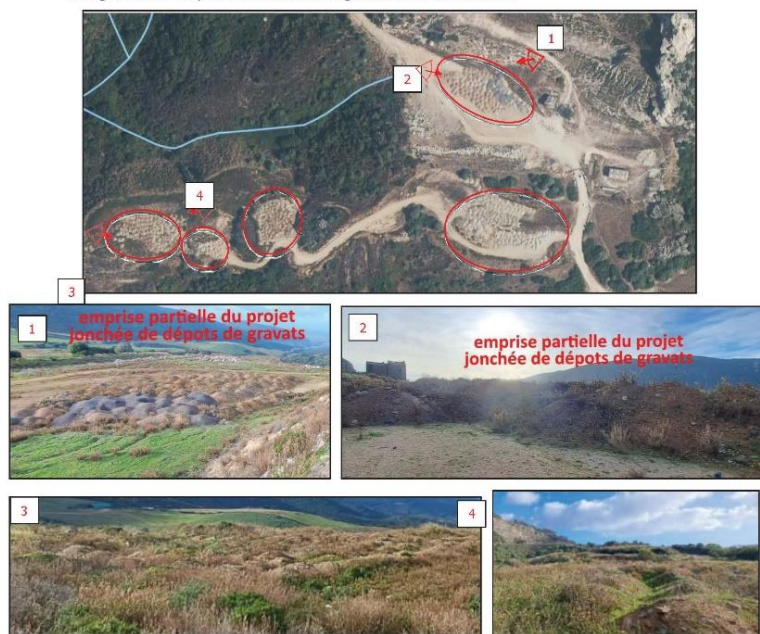 1
2
4
3
1
emprise partielle du projet
jonchée de dépots de gravats
2
emprise partielle du projet
jonchée de dépots de gravats
3
4